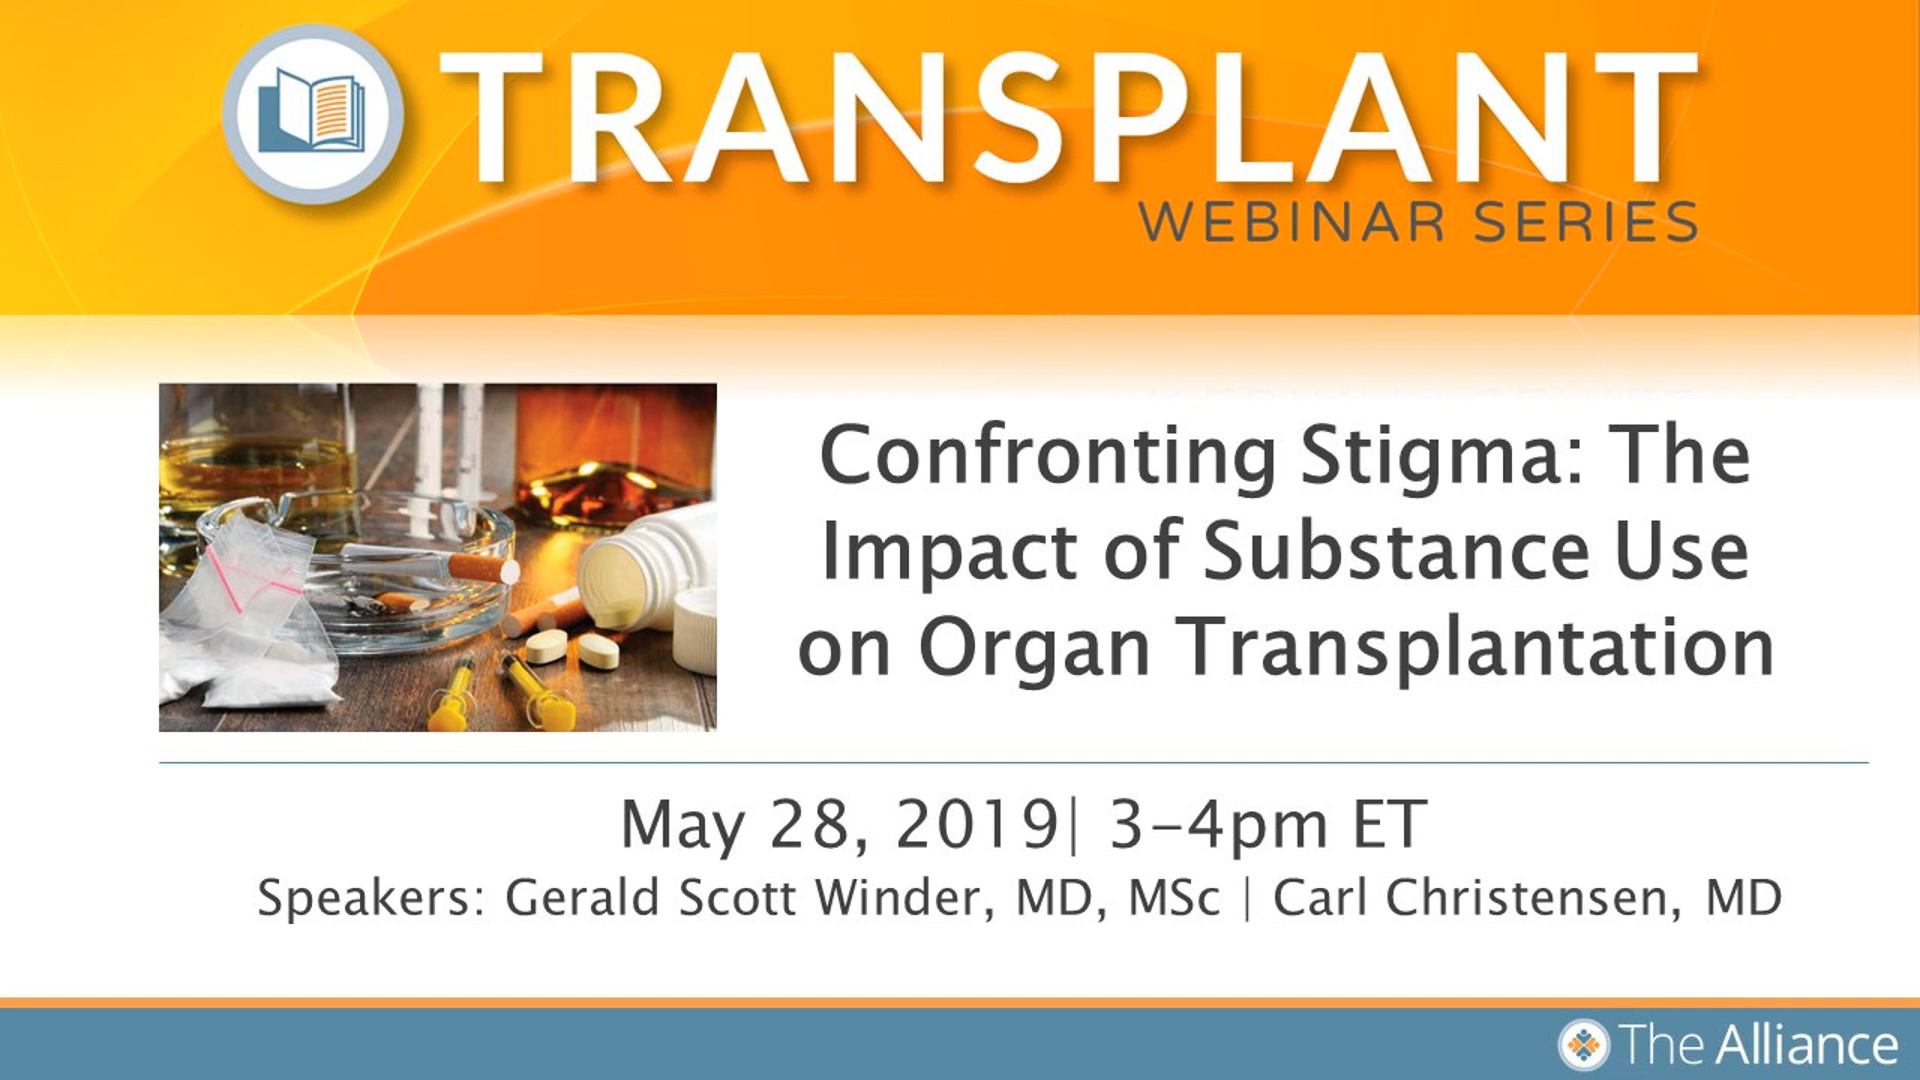 TRANSPLANT
WEBINAR SERIES
Confronting Stigma: The
Impact of Substance Use
on Organ Transplantation
May 28, 2019| 3-4pm ET
Speakers: Gerald Scott Winder, MD, MSc | Carl Christensen, MD
The Alliance